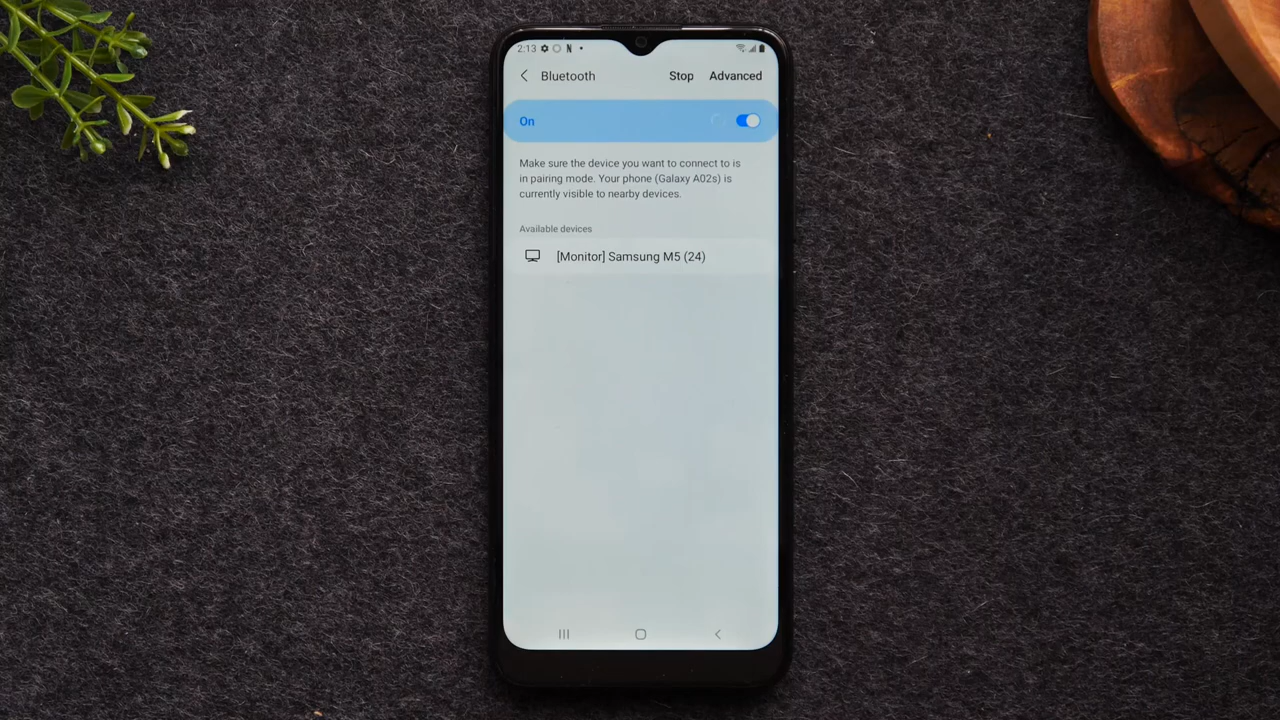 2:13 N
Bluetooth Stop Advanced
On
Make sure the device you want to connect to is
in pairing mode. Your phone (Galaxy A02s) is
currently visible to nearby devices.
Available devices
[Monitor] Samsung M5 (24)